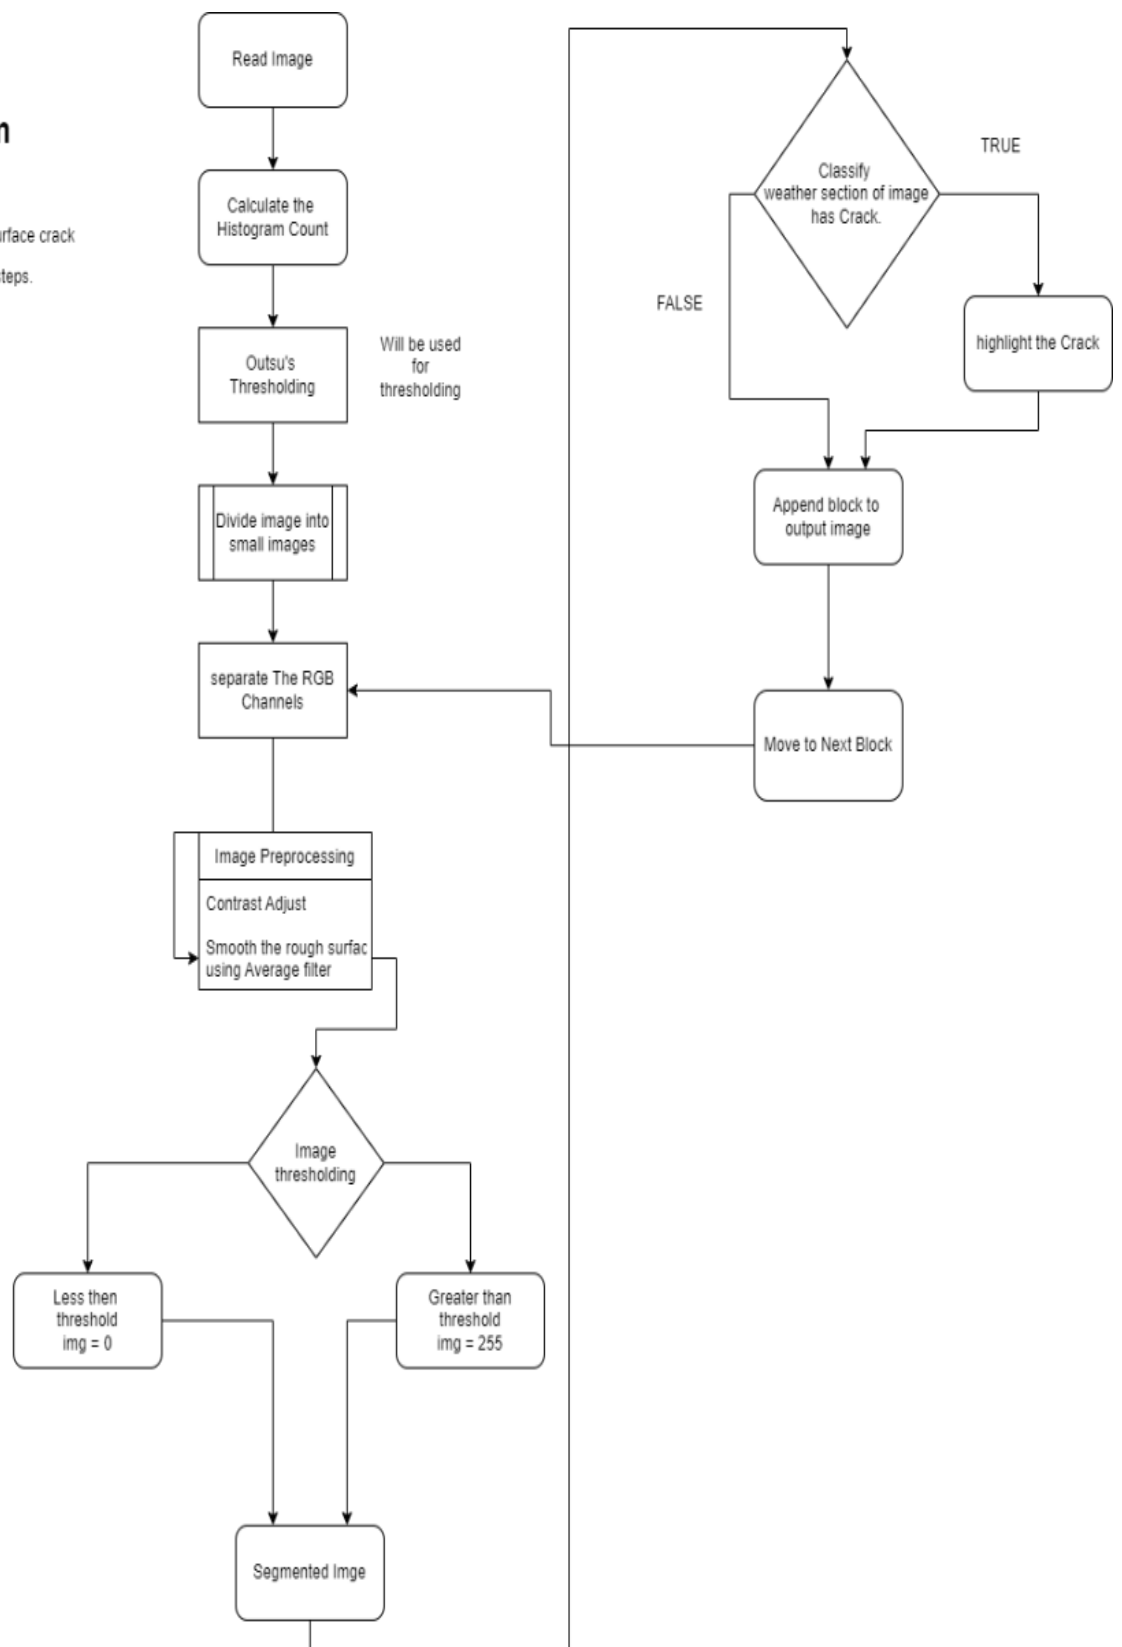 Read Image
n
Calculate the
Histogram Count
urface crack
steps.
Outsu's
Thresholding
Will be used
for
thresholding
Divide image into
small images
separate The RGB
Channels
Image Preprocessing
Contrast Adjust
Smooth the rough surfac
using Average filter
Image
thresholding
Less then
threshold
img = 0
Greater than
threshold
img = 255
Segmented Imge
Classify
weather section of image
has Crack.
TRUE
FALSE
highlight the Crack
Append block to
output image
Move to Next Block